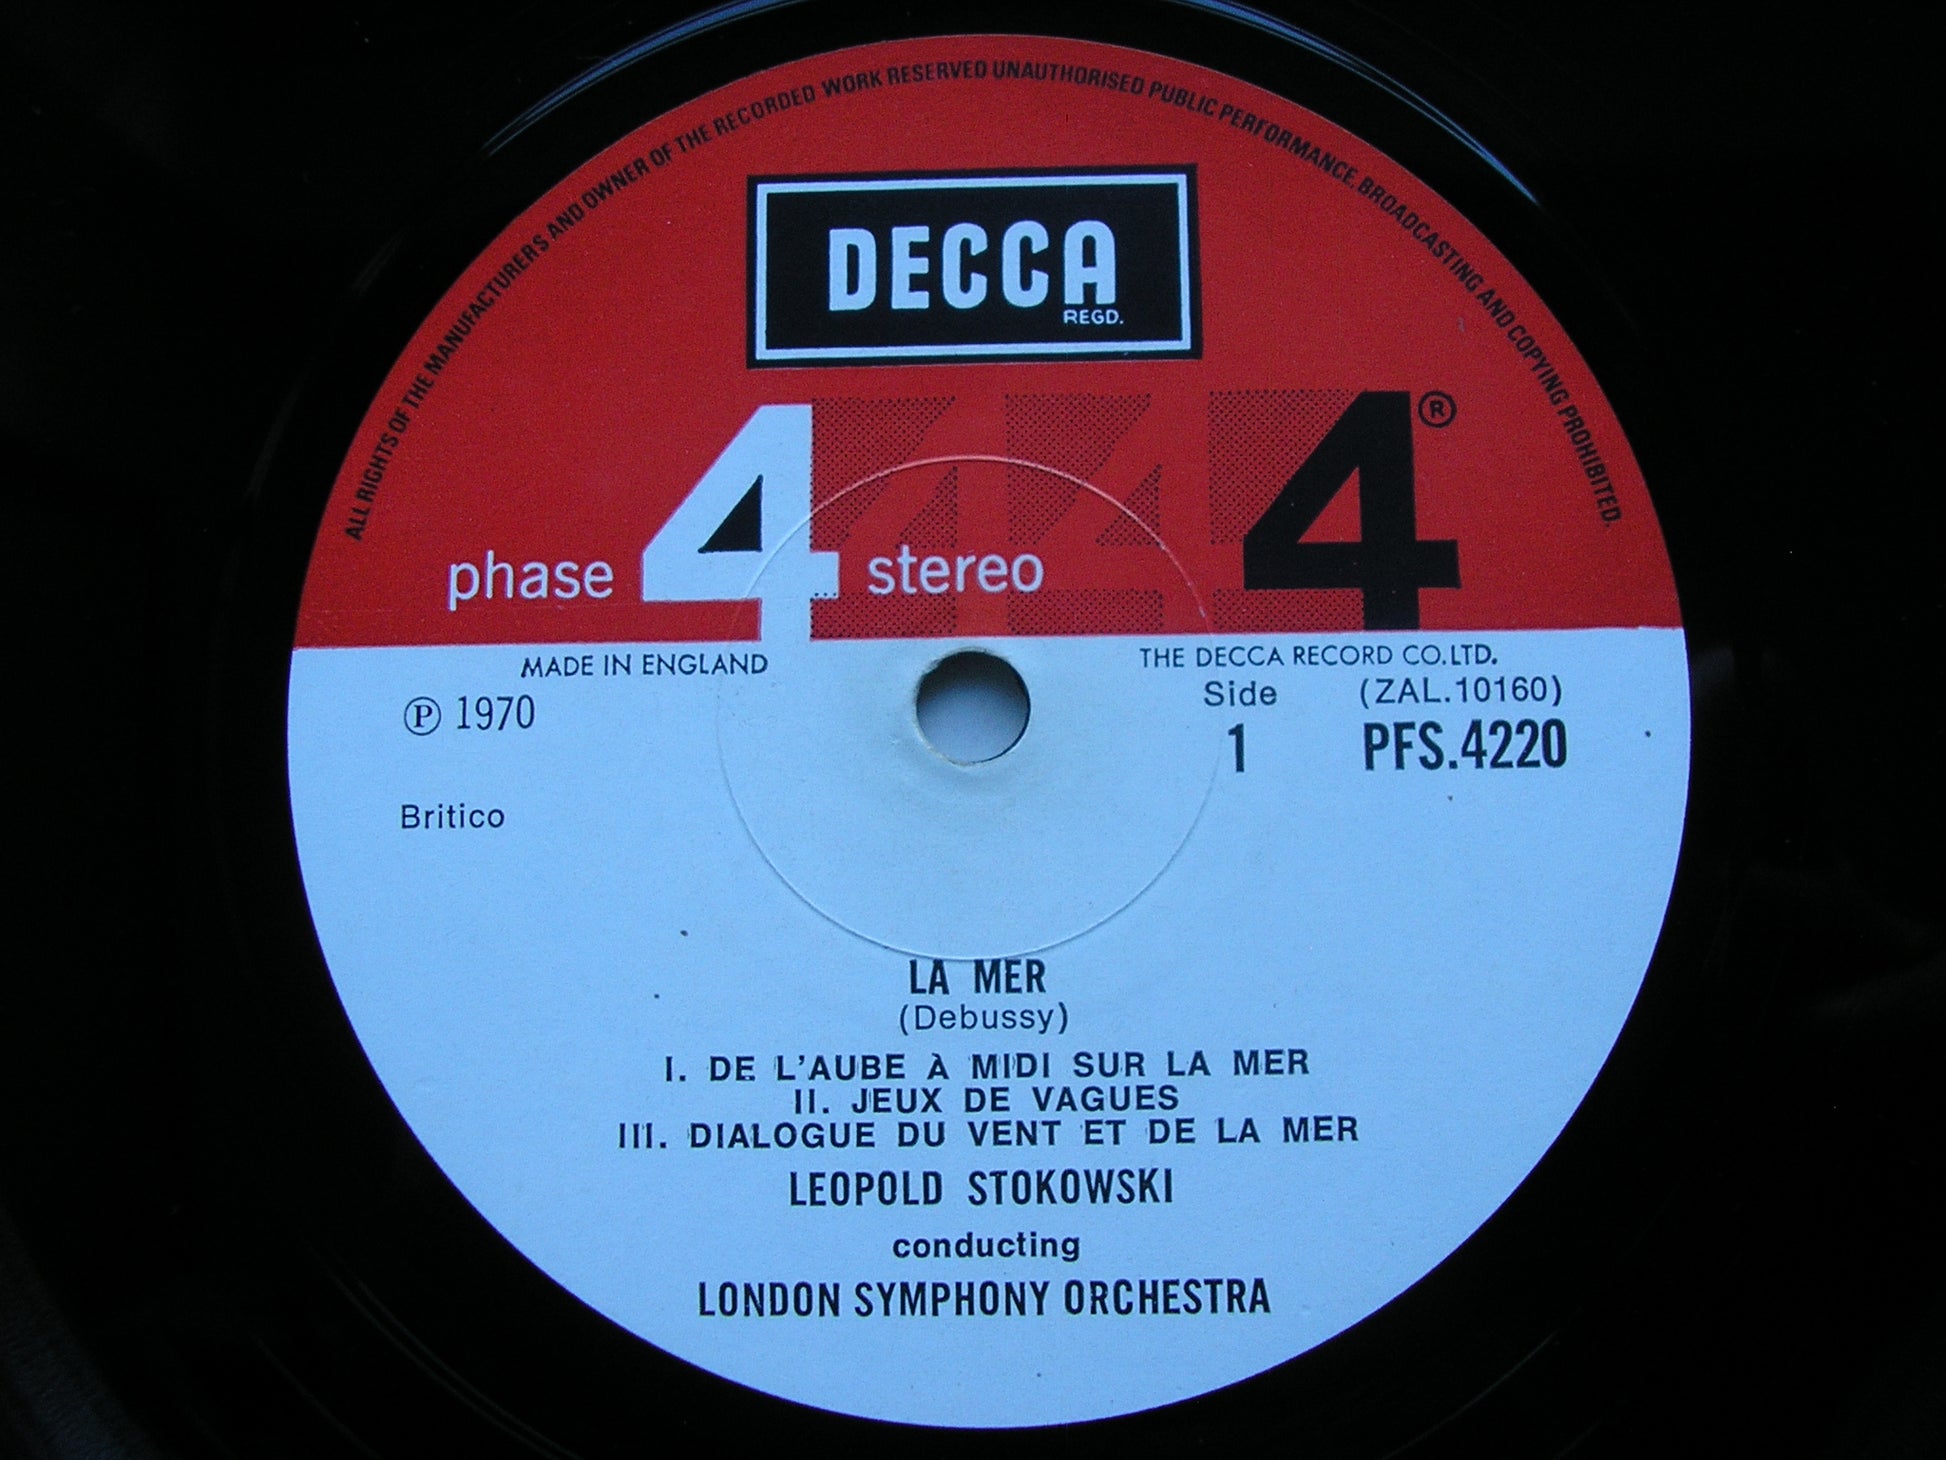 ALL RIGHTS OF THE MANUFACTURERS AND OWNER OF THE RECORDED WORK RESERVED UNAUTHORISED PUBLIC PERFORMANCE, BROADCASTING AND COPYING PROHIBITED.
DECCA
REGD.
4 ®
phase 4 stereo
MADE IN ENGLAND
THE DECCA RECORD CO.LTD.
Ⓟ 1970
Side (ZAL.10160)
1 PFS.4220
Britico
LA MER
(Debussy)
I. DE L'AUBE À MIDI SUR LA MER
II. JEUX DE VAGUES
III. DIALOGUE DU VENT ET DE LA MER
LEOPOLD STOKOWSKI
conducting
LONDON SYMPHONY ORCHESTRA